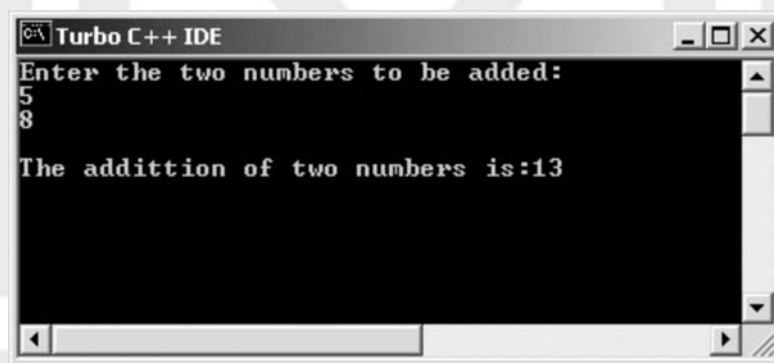 Turbo C++ IDE
Enter the two numbers to be added:
5
8
The addittion of two numbers is:13